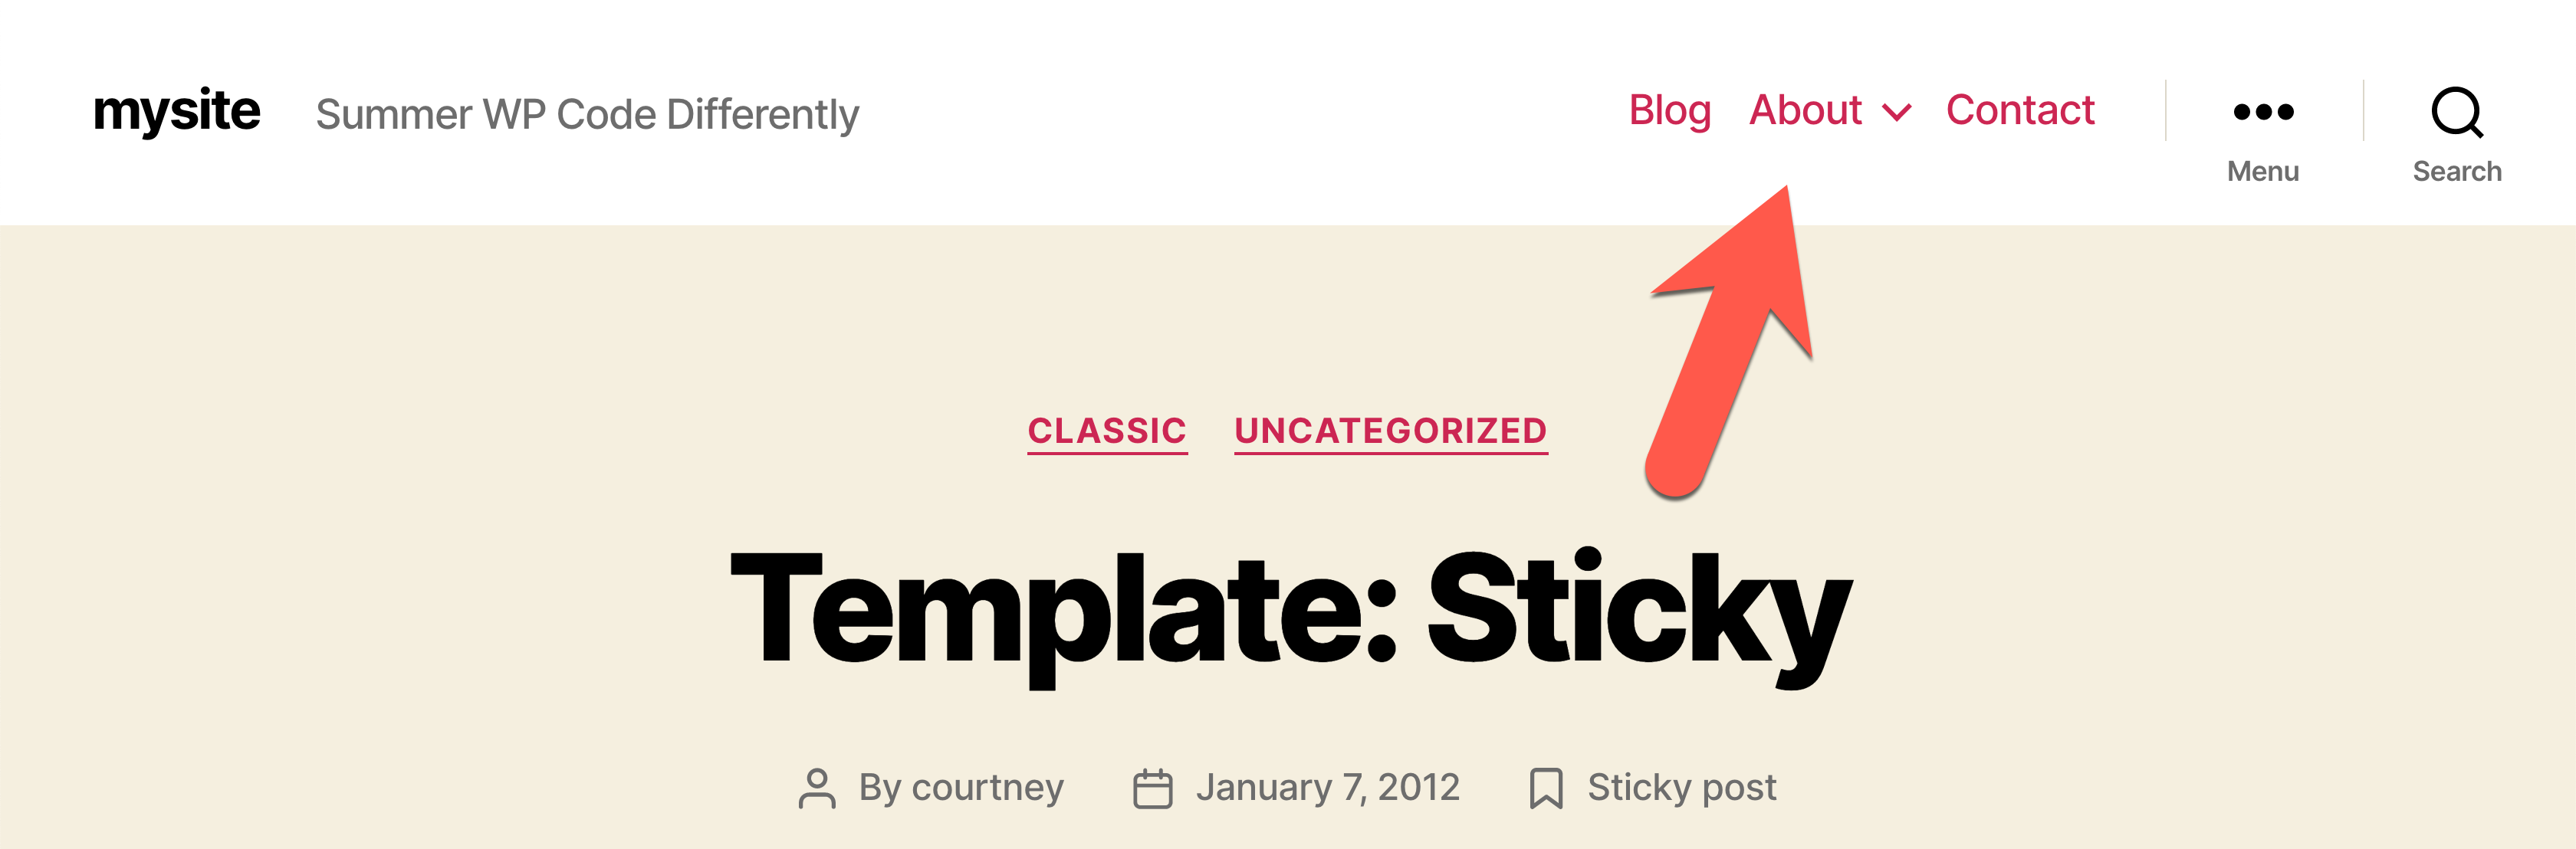 mysite Summer WP Code Differently Blog About Contact
Menu Search
CLASSIC UNCATEGORIZED
Template: Sticky
By courtney January 7, 2012 Sticky post